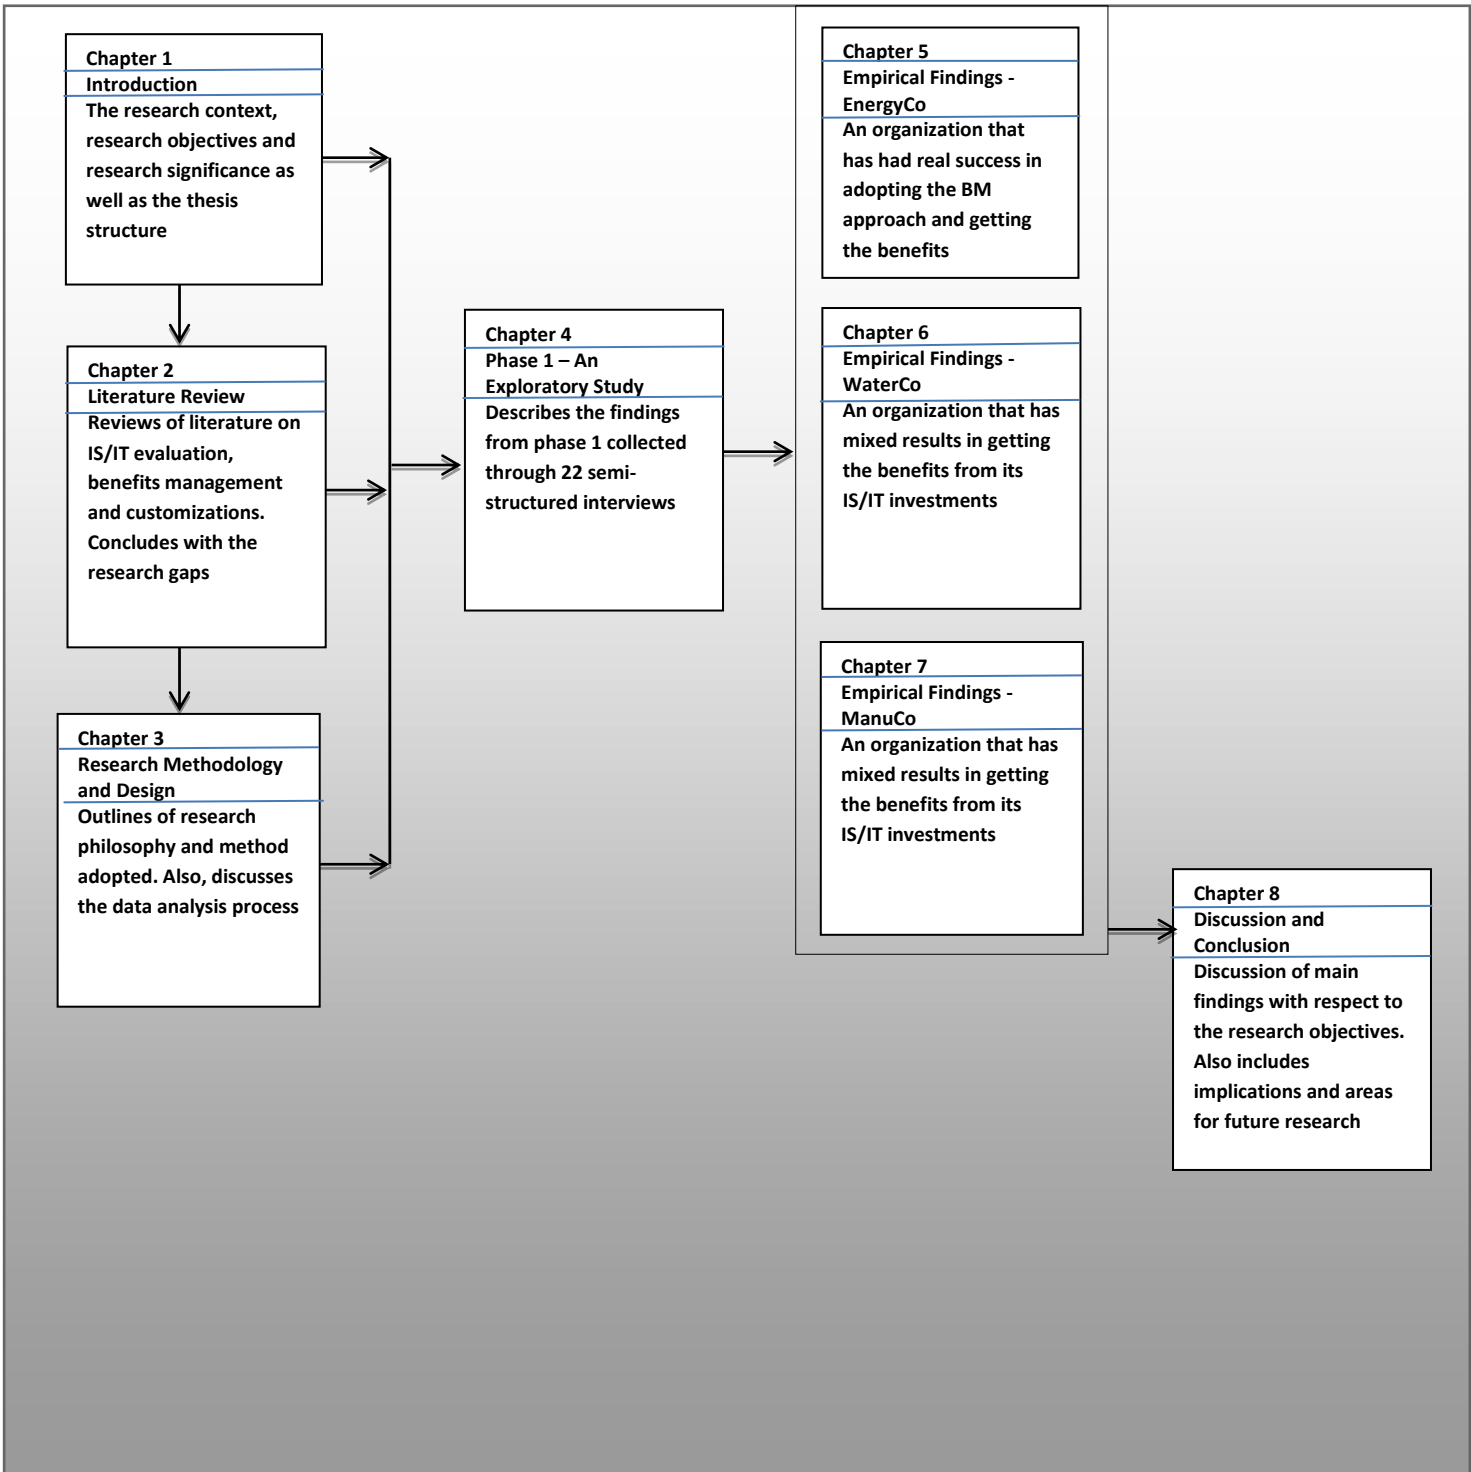 Chapter 1
Introduction
The research context,
research objectives and
research significance as
well as the thesis
structure
Chapter 2
Literature Review
Reviews of literature on
IS/IT evaluation,
benefits management
and customizations.
Concludes with the
research gaps
Chapter 3
Research Methodology
and Design
Outlines of research
philosophy and method
adopted. Also, discusses
the data analysis process
Chapter 4
Phase 1 – An
Exploratory Study
Describes the findings
from phase 1 collected
through 22 semi-
structured interviews
Chapter 5
Empirical Findings -
EnergyCo
An organization that
has had real success in
adopting the BM
approach and getting
the benefits
Chapter 6
Empirical Findings -
WaterCo
An organization that has
mixed results in getting
the benefits from its
IS/IT investments
Chapter 7
Empirical Findings -
ManuCo
An organization that has
mixed results in getting
the benefits from its
IS/IT investments
Chapter 8
Discussion and
Conclusion
Discussion of main
findings with respect to
the research objectives.
Also includes
implications and areas
for future research